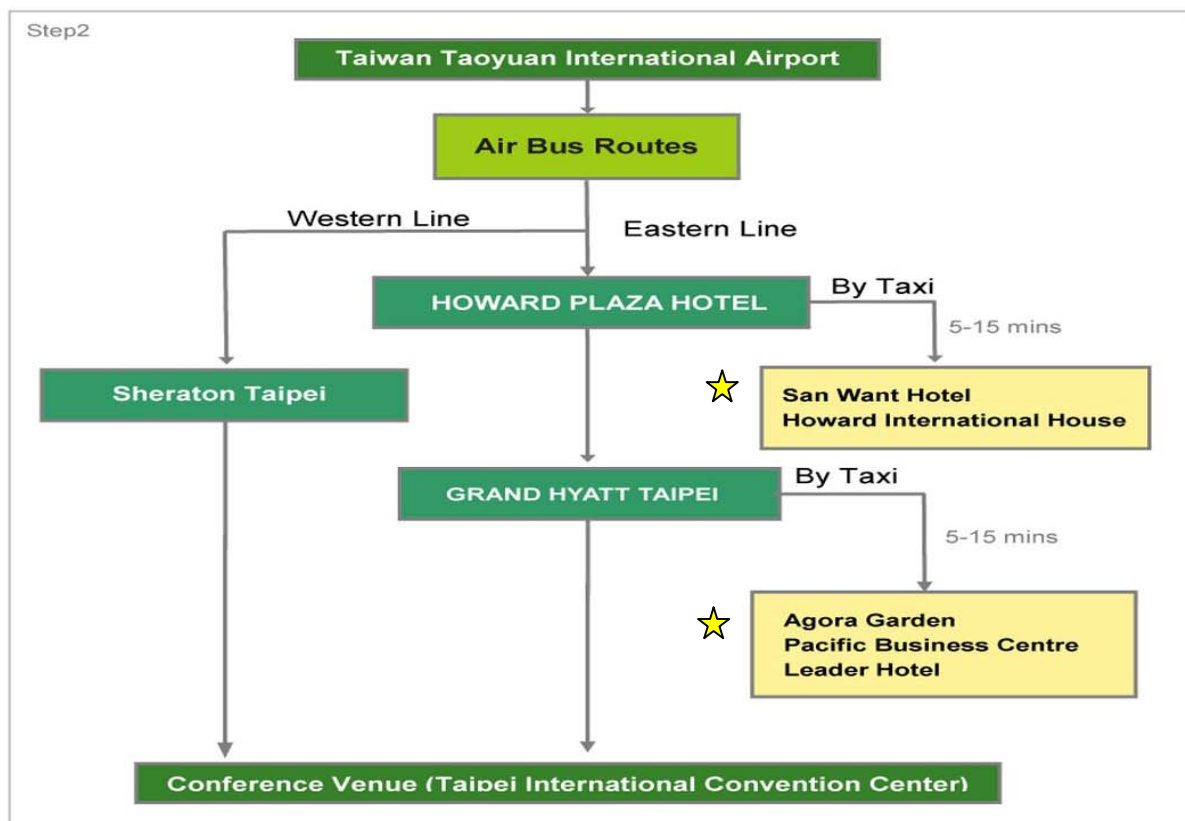 Step2
Taiwan Taoyuan International Airport
Air Bus Routes
Western Line
Eastern Line
HOWARD PLAZA HOTEL
By Taxi
5-15 mins
Sheraton Taipei
San Want Hotel
Howard International House
GRAND HYATT TAIPEI
By Taxi
5-15 mins
Agora Garden
Pacific Business Centre
Leader Hotel
Conference Venue (Taipei International Convention Center)